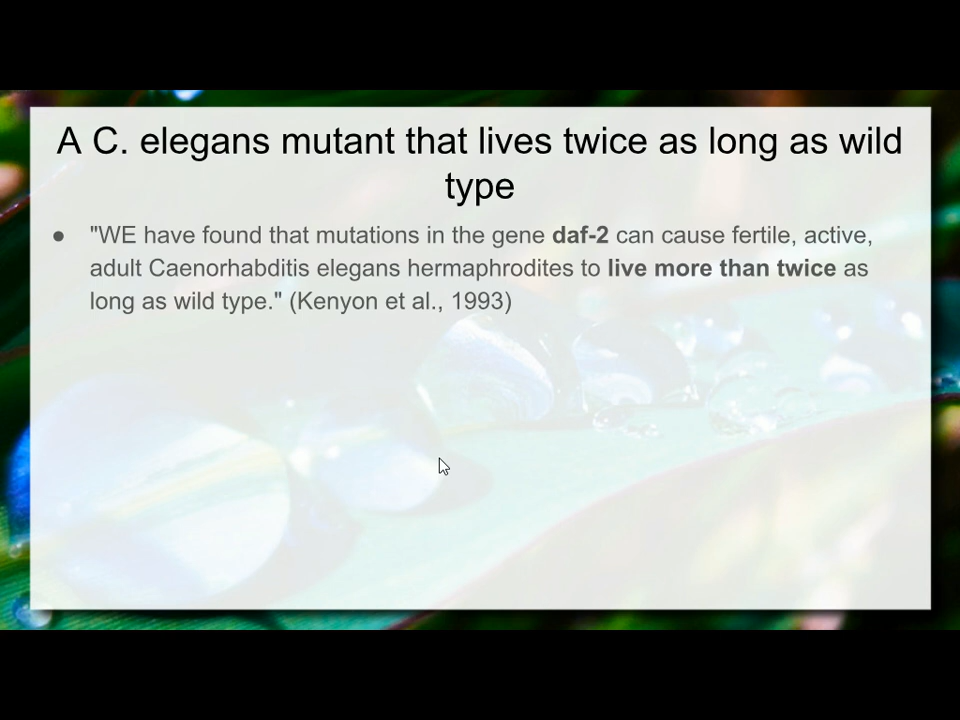 A C. elegans mutant that lives twice as long as wild
type
● "WE have found that mutations in the gene daf-2 can cause fertile, active,
adult Caenorhabditis elegans hermaphrodites to live more than twice as
long as wild type." (Kenyon et al., 1993)